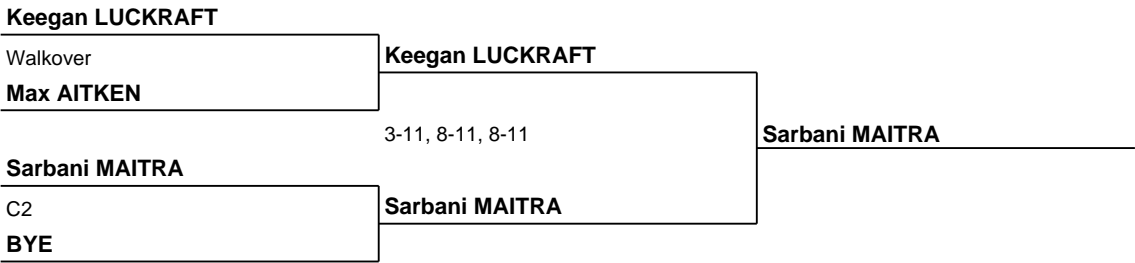 Keegan LUCKRAFT
Walkover
Keegan LUCKRAFT
Max AITKEN
3-11, 8-11, 8-11
Sarbani MAITRA
Sarbani MAITRA
C2
Sarbani MAITRA
BYE